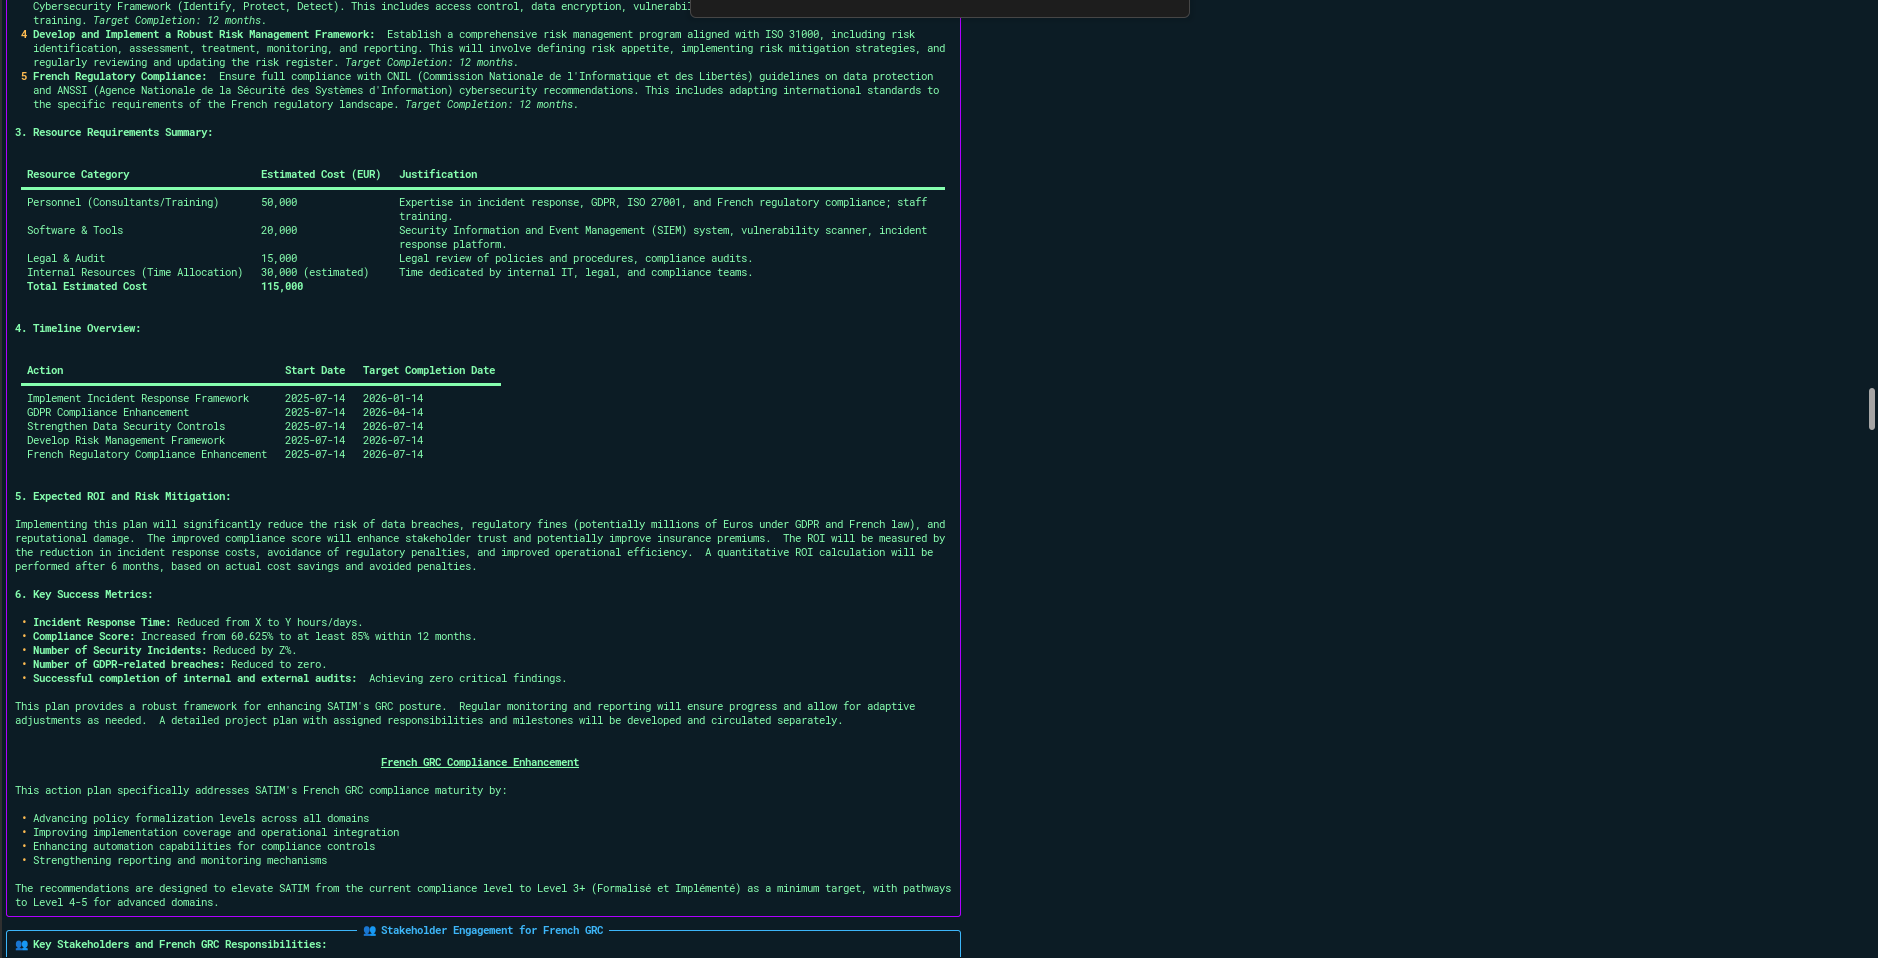 Cybersecurity Framework (Identify, Protect, Detect). This includes access control, data encryption,
training. Target Completion: 12 months.
4 Develop and Implement a Robust Risk Management Framework: Establish a comprehensive risk management program aligned with ISO 31000, including risk
identification, assessment, treatment, monitoring, and reporting. This will involve defining risk appetite, implementing risk mitigation strategies, and
regularly reviewing and updating the risk register. Target Completion: 12 months.
5 French Regulatory Compliance: Ensure full compliance with CNIL (Commission Nationale de l'Informatique et des Libertés) guidelines on data protection
and ANSSI (Agence Nationale de la Sécurité des Systèmes d'Information) cybersecurity recommendations. This includes adapting international standards to
the specific requirements of the French regulatory landscape. Target Completion: 12 months.
3. Resource Requirements Summary:
Resource Category Estimated Cost (EUR) Justification
Personnel (Consultants/Training) 50,000 Expertise in incident response, GDPR, ISO 27001, and French regulatory compliance; staff
training.
Software & Tools 20,000 Security Information and Event Management (SIEM) system, vulnerability scanner, incident
response platform.
Legal & Audit 15,000 Legal review of policies and procedures, compliance audits.
Internal Resources (Time Allocation) 30,000 (estimated) Time dedicated by internal IT, legal, and compliance teams.
Total Estimated Cost 115,000
4. Timeline Overview:
Action Start Date Target Completion Date
Implement Incident Response Framework 2025-07-14 2026-01-14
GDPR Compliance Enhancement 2025-07-14 2026-04-14
Strengthen Data Security Controls 2025-07-14 2026-07-14
Develop Risk Management Framework 2025-07-14 2026-07-14
French Regulatory Compliance Enhancement 2025-07-14 2026-07-14
5. Expected ROI and Risk Mitigation:
Implementing this plan will significantly reduce the risk of data breaches, regulatory fines (potentially millions of Euros under GDPR and French law), and
reputational damage. The improved compliance score will enhance stakeholder trust and potentially improve insurance premiums. The ROI will be measured by
the reduction in incident response costs, avoidance of regulatory penalties, and improved operational efficiency. A quantitative ROI calculation will be
performed after 6 months, based on actual cost savings and avoided penalties.
6. Key Success Metrics:
• Incident Response Time: Reduced from X to Y hours/days.
• Compliance Score: Increased from 60.625% to at least 85% within 12 months.
• Number of Security Incidents: Reduced by Z%.
• Number of GDPR-related breaches: Reduced to zero.
• Successful completion of internal and external audits: Achieving zero critical findings.
This plan provides a robust framework for enhancing SATIM's GRC posture. Regular monitoring and reporting will ensure progress and allow for adaptive
adjustments as needed. A detailed project plan with assigned responsibilities and milestones will be developed and circulated separately.
French GRC Compliance Enhancement
This action plan specifically addresses SATIM's French GRC compliance maturity by:
• Advancing policy formalization levels across all domains
• Improving implementation coverage and operational integration
• Enhancing automation capabilities for compliance controls
• Strengthening reporting and monitoring mechanisms
The recommendations are designed to elevate SATIM from the current compliance level to Level 3+ (Formalisé et Implémenté) as a minimum target, with pathways
to Level 4-5 for advanced domains.
👥 Stakeholder Engagement for French GRC
👥 Key Stakeholders and French GRC Responsibilities: